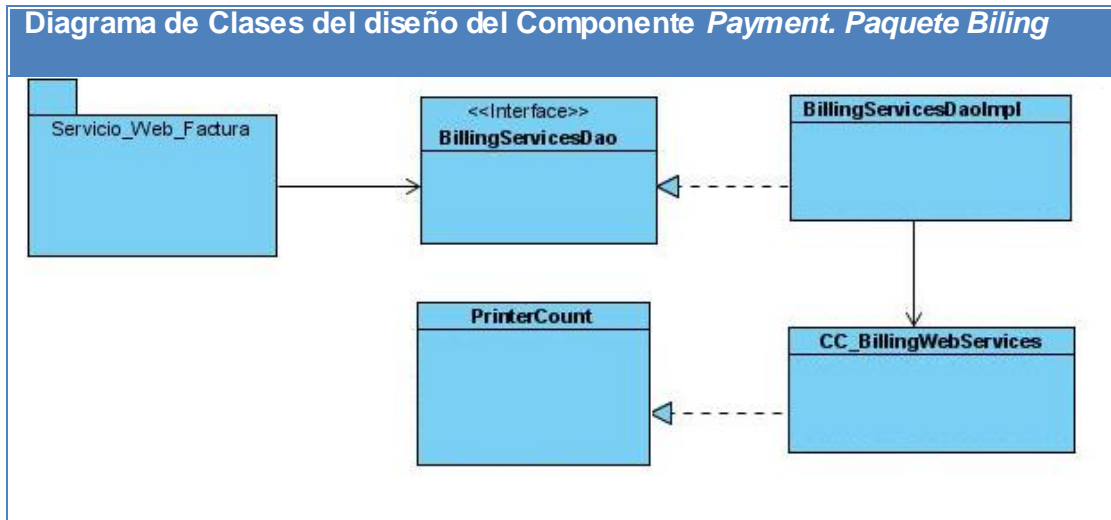 Diagrama de Clases del diseño del Componente Payment. Paquete Biling
Servicio_Web_Factura
<<Interface>>
BillingServicesDao
BillingServicesDaoImpl
PrinterCount
CC_BillingWebServices